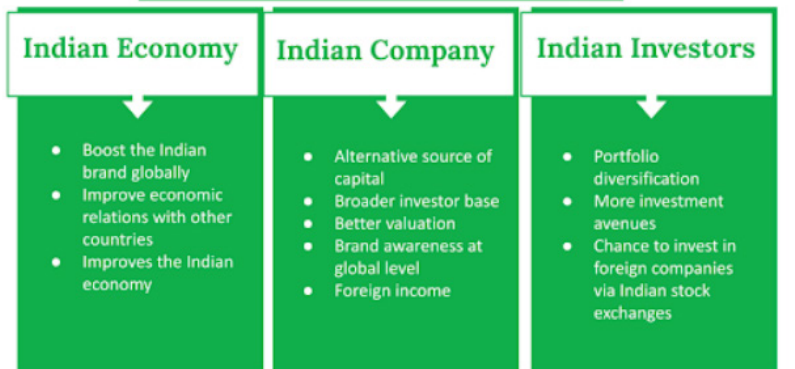 Indian Economy
● Boost the Indian
brand globally
● Improve economic
relations with other
countries
● Improves the Indian
economy
Indian Company
● Alternative source of
capital
● Broader investor base
● Better valuation
● Brand awareness at
global level
● Foreign income
Indian Investors
● Portfolio
diversification
● More investment
avenues
● Chance to invest in
foreign companies
via Indian stock
exchanges